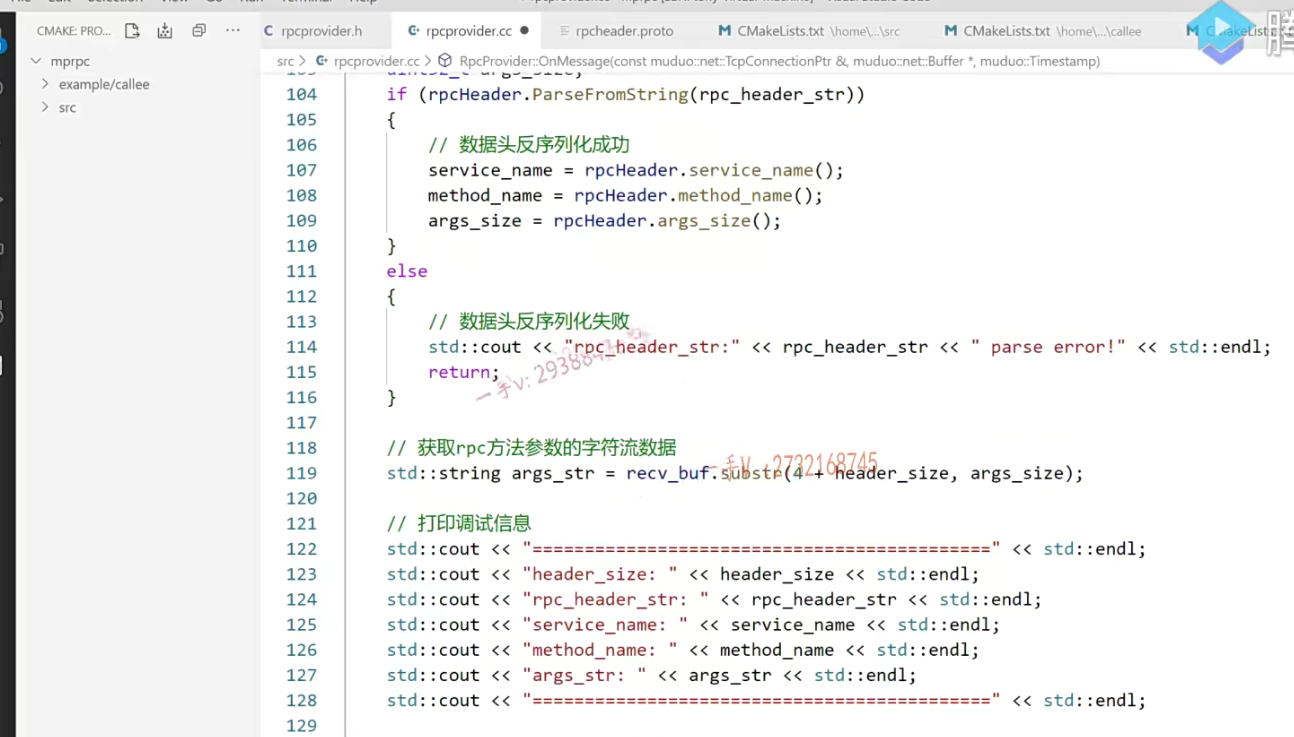 CMAKE: PRO...
rpcprovider.h
rpcprovider.cc
rpcheader.proto
CMakeLists.txt \home\...\src
CMakeLists.txt \home\...\callee
腾
src > rpcprovider.cc > RpcProvider::OnMessage(const muduo::net::TcpConnectionPtr &, muduo::net::Buffer *, muduo::Timestamp)
mprpc
example/callee
src
103 uint32_t args_size;
104 if (rpcHeader.ParseFromString(rpc_header_str))
105 {
106 // 数据头反序列化成功
107 service_name = rpcHeader.service_name();
108 method_name = rpcHeader.method_name();
109 args_size = rpcHeader.args_size();
110 }
111 else
112 {
113 // 数据头反序列化失败
114 std::cout << "rpc_header_str:" << rpc_header_str << " parse error!" << std::endl;
115 return;
116 }
117
118 // 获取rpc方法参数的字符流数据
119 std::string args_str = recv_buf.substr(4 + header_size, args_size);
120
121 // 打印调试信息
122 std::cout << "============================================" << std::endl;
123 std::cout << "header_size: " << header_size << std::endl;
124 std::cout << "rpc_header_str: " << rpc_header_str << std::endl;
125 std::cout << "service_name: " << service_name << std::endl;
126 std::cout << "method_name: " << method_name << std::endl;
127 std::cout << "args_str: " << args_str << std::endl;
128 std::cout << "============================================" << std::endl;
129
一手V:2732168745